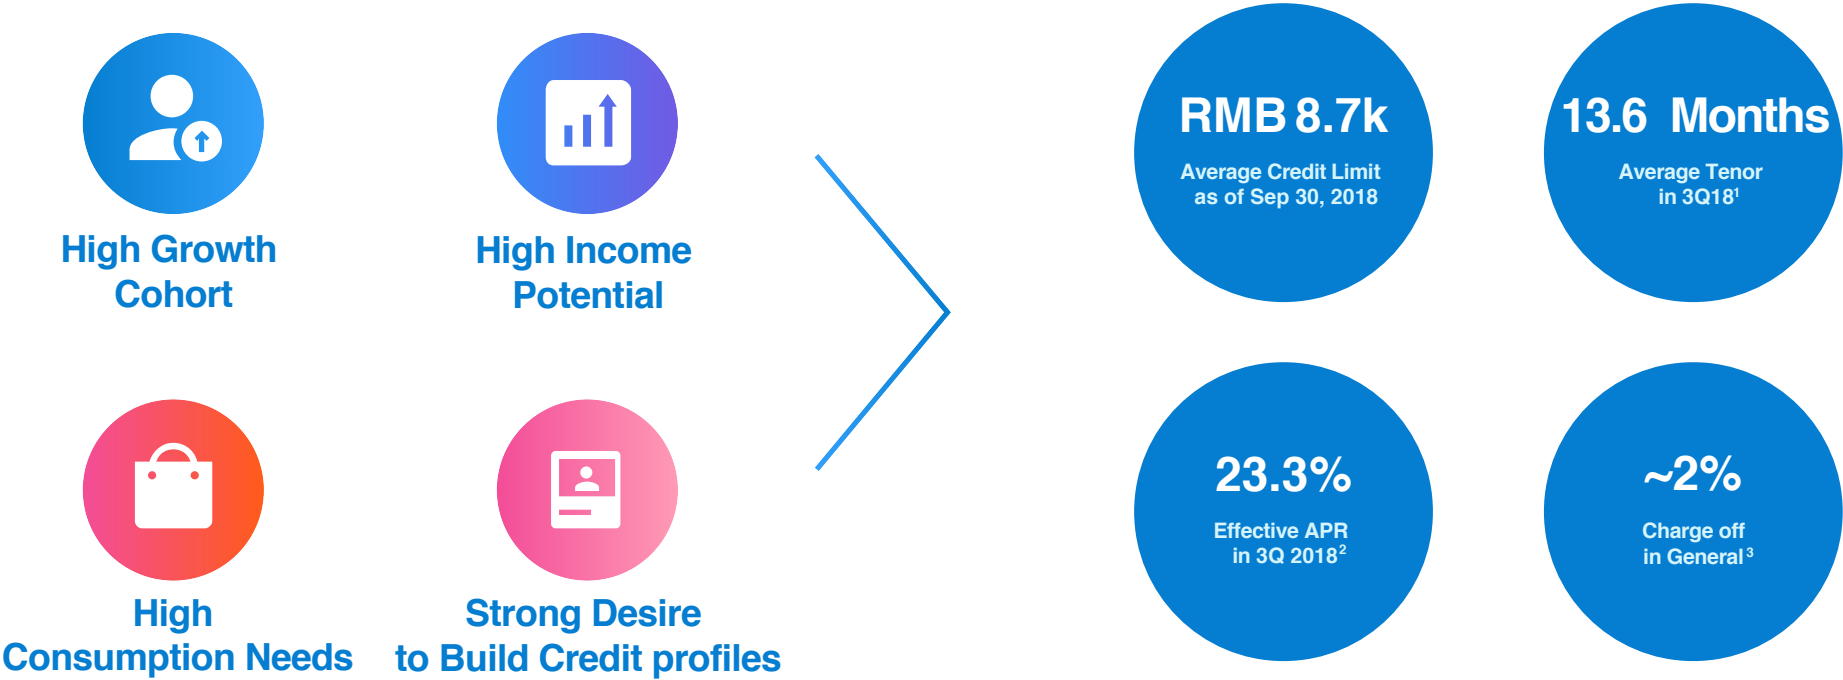 High Growth
Cohort
High Income
Potential
High
Consumption Needs
Strong Desire
to Build Credit profiles
RMB 8.7k
Average Credit Limit
as of Sep 30, 2018
13.6 Months
Average Tenor
in 3Q18¹
23.3%
Effective APR
in 3Q 2018²
~2%
Charge off
in General³